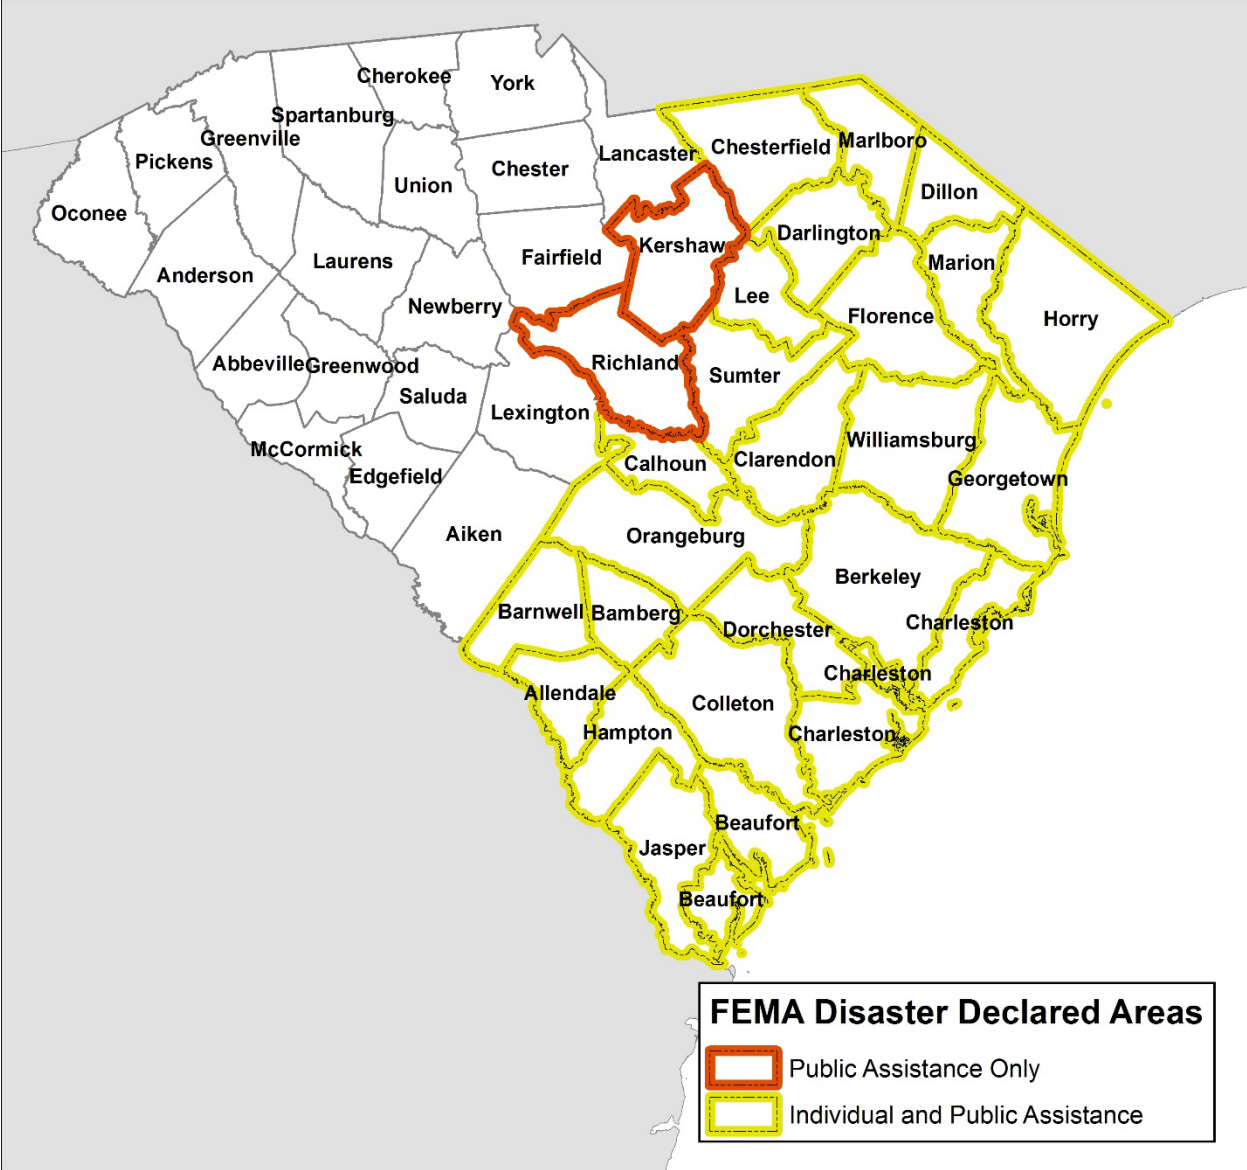 Cherokee
York
Spartanburg
Greenville
Pickens
Lancaster
Chesterfield
Marlboro
Chester
Union
Dillon
Oconee
Darlington
Kershaw
Fairfield
Laurens
Marion
Anderson
Lee
Newberry
Florence
Horry
Abbeville
Greenwood
Richland
Sumter
Saluda
Lexington
Williamsburg
McCormick
Clarendon
Calhoun
Edgefield
Georgetown
Aiken
Orangeburg
Berkeley
Barnwell
Bamberg
Charleston
Dorchester
Charleston
Allendale
Colleton
Hampton
Charleston
Beaufort
Jasper
Beaufort
FEMA Disaster Declared Areas
Public Assistance Only
Individual and Public Assistance